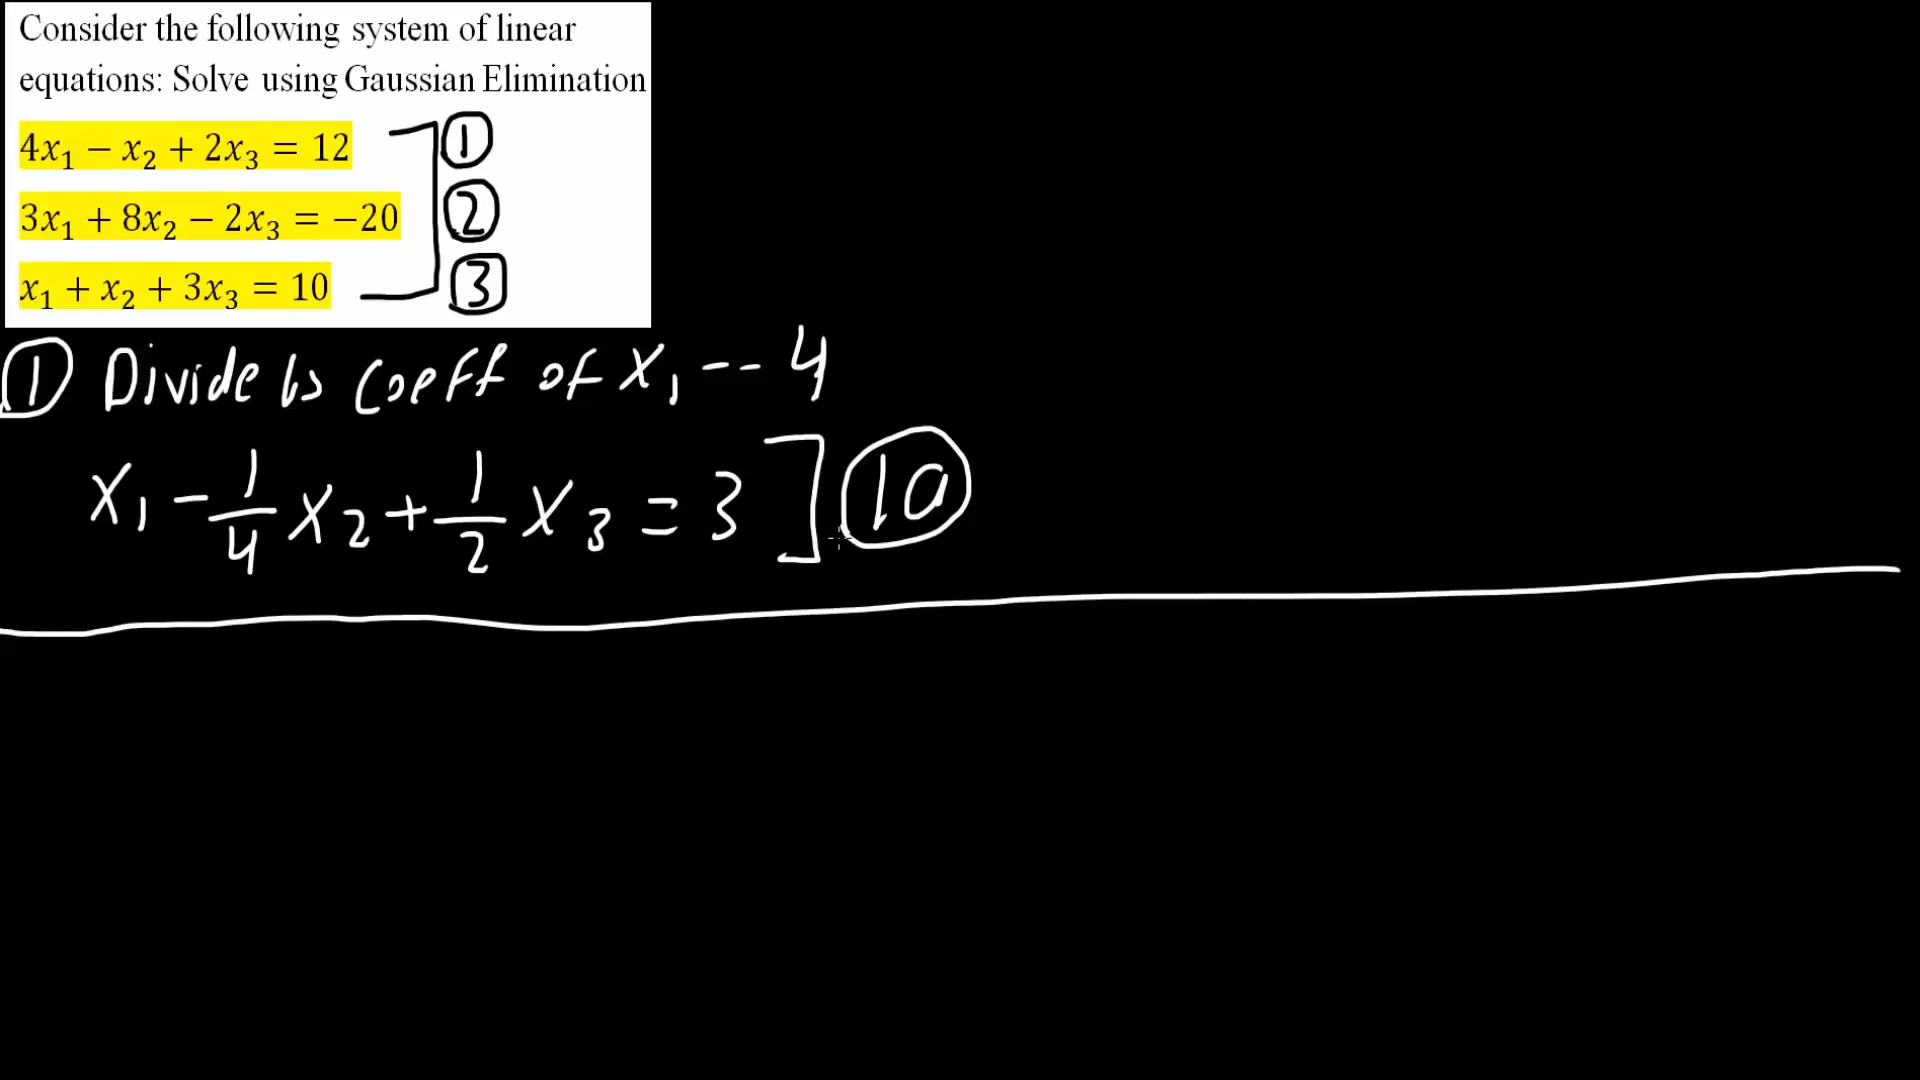 Consider the following system of linear
equations: Solve using Gaussian Elimination
4x₁ − x₂ + 2x₃ = 12 ①
3x₁ + 8x₂ − 2x₃ = −20 ②
x₁ + x₂ + 3x₃ = 10 3
① Divide by coeff of x₁ -- 4
x₁ - 1/4 x₂ + 1/2 x₃ = 3 ] 1a